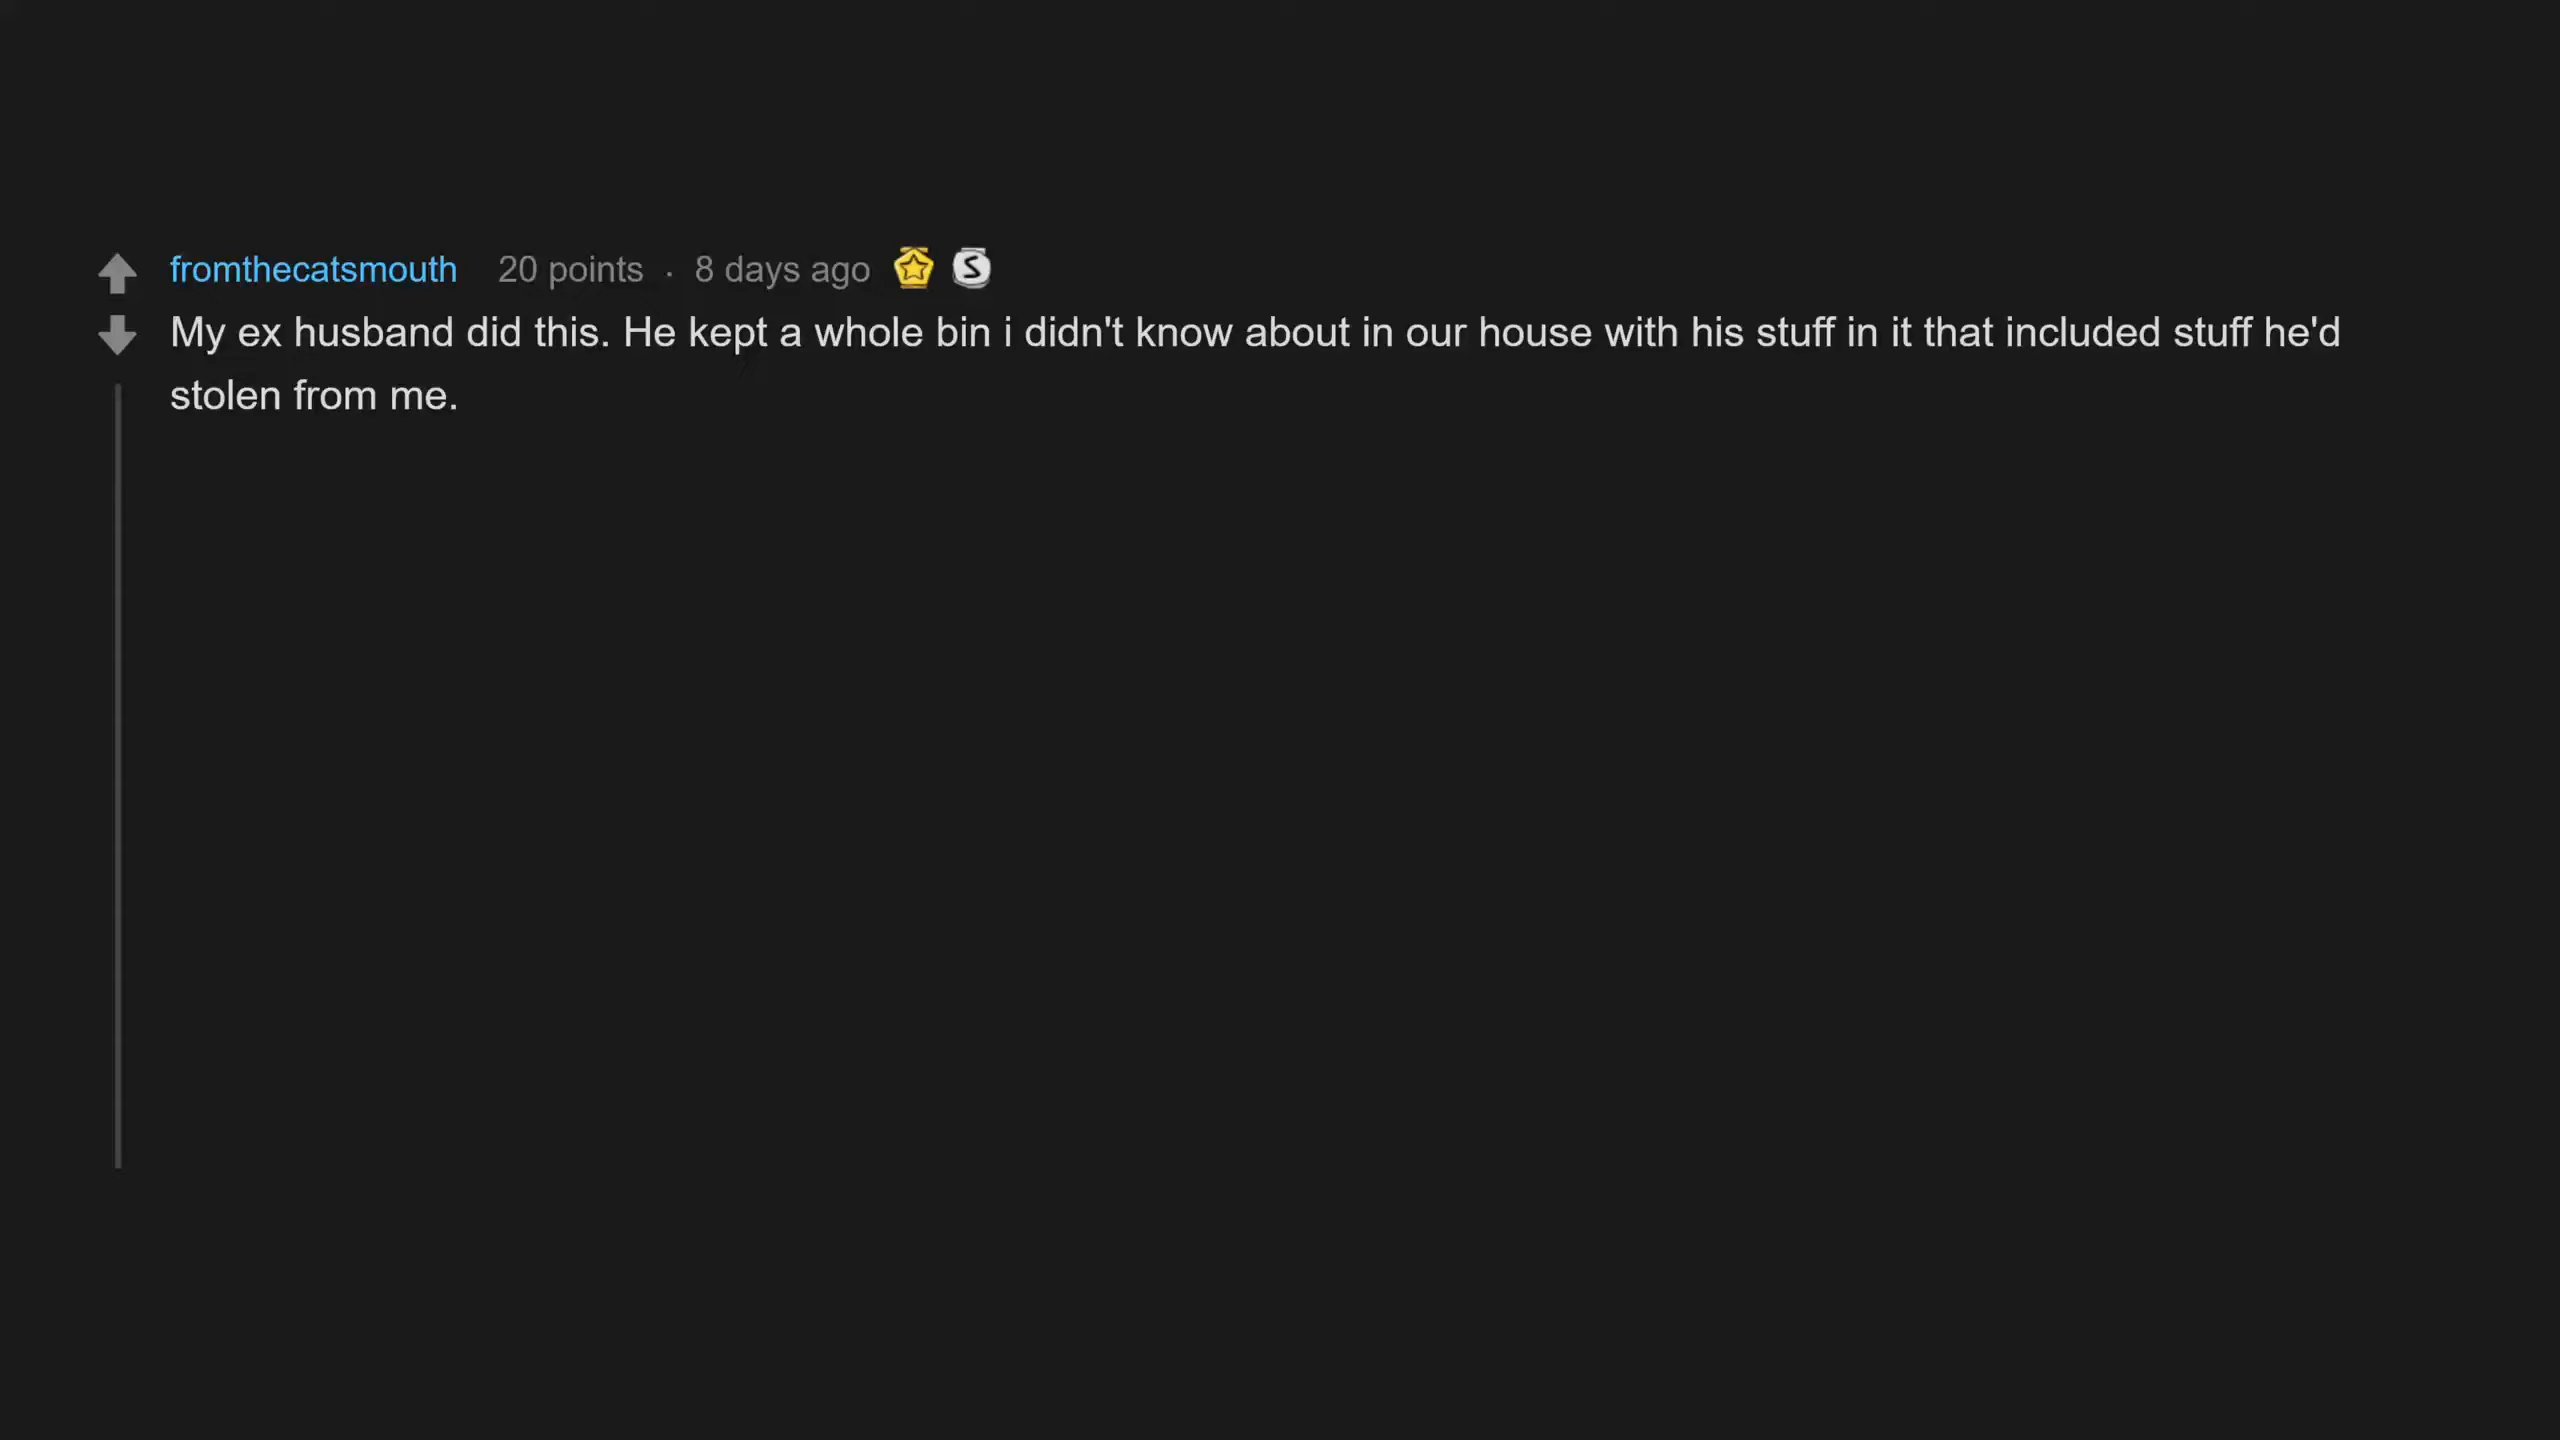 fromthecatsmouth 20 points · 8 days ago S
My ex husband did this. He kept a whole bin i didn't know about in our house with his stuff in it that included stuff he'd
stolen from me.